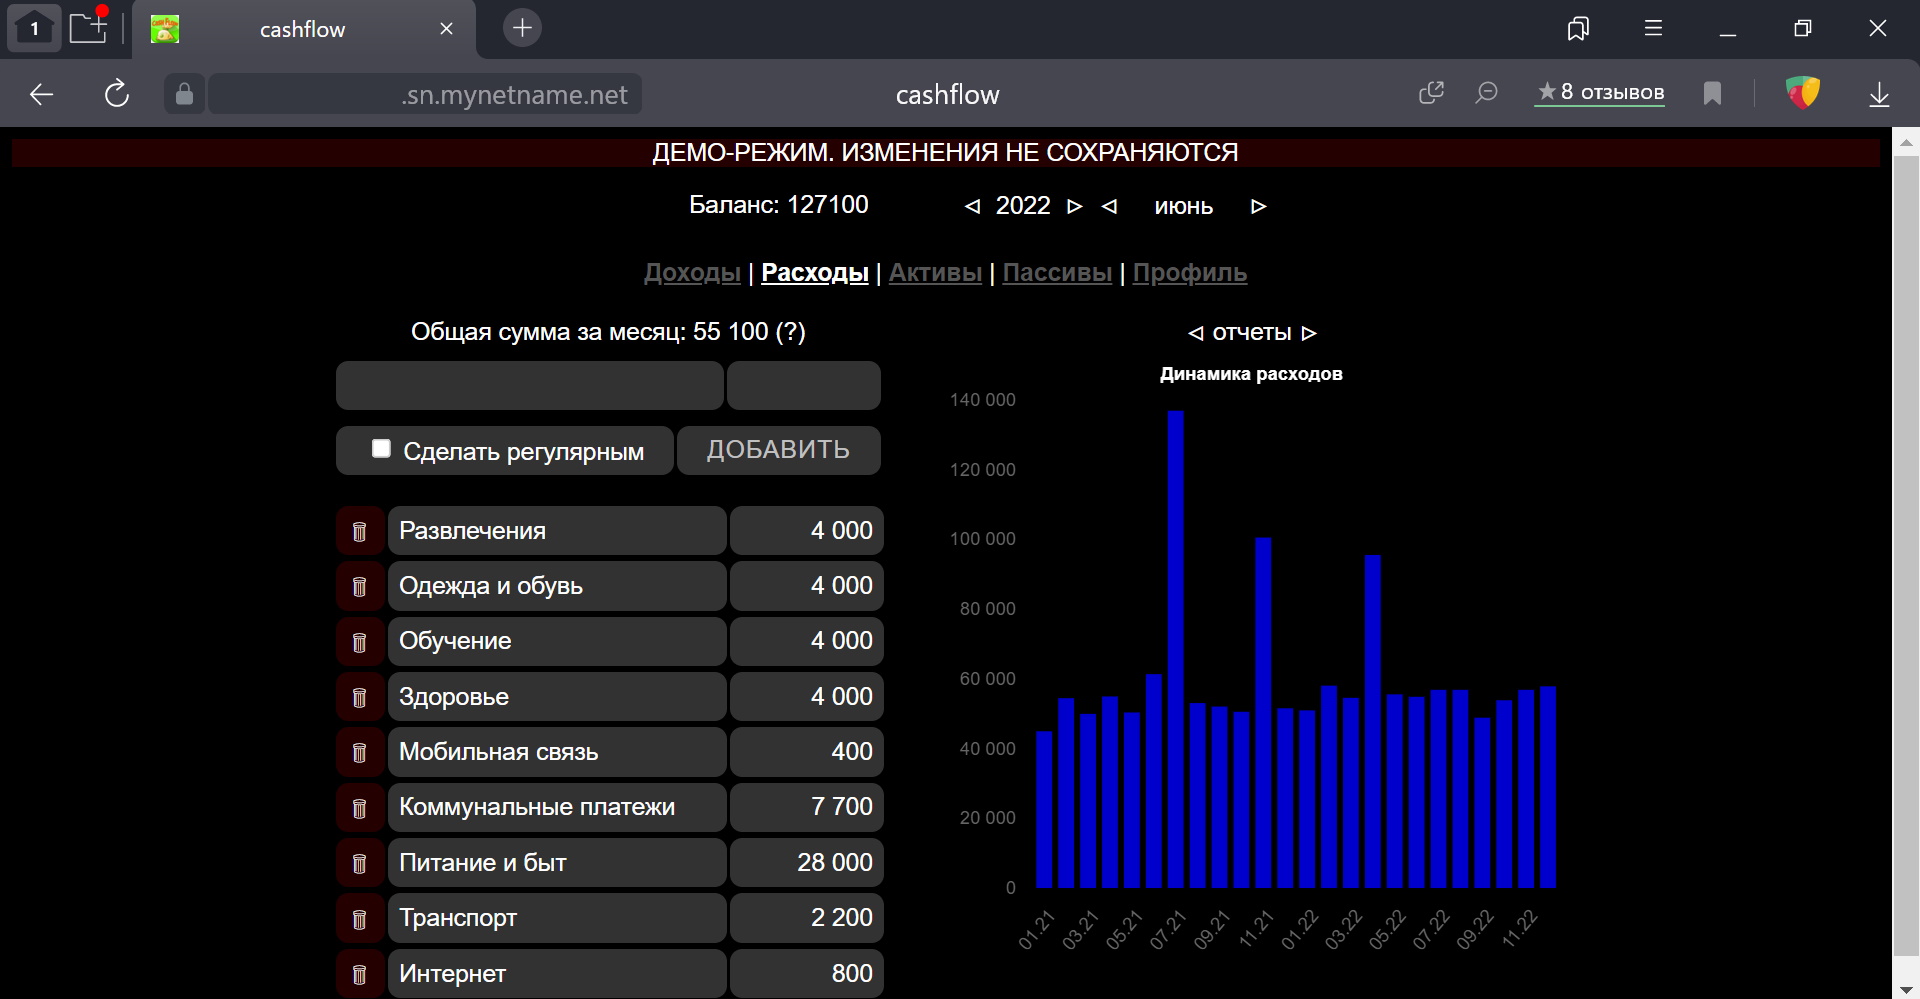 1
cashflow
.sn.mynetname.net
cashflow
★8 отзывов
ДЕМО-РЕЖИМ. ИЗМЕНЕНИЯ НЕ СОХРАНЯЮТСЯ
Баланс: 127100
2022
июнь
Доходы | Расходы | Активы | Пассивы | Профиль
Общая сумма за месяц: 55 100 (?)
Сделать регулярным
ДОБАВИТЬ
Развлечения 4 000
Одежда и обувь 4 000
Обучение 4 000
Здоровье 4 000
Мобильная связь 400
Коммунальные платежи 7 700
Питание и быт 28 000
Транспорт 2 200
Интернет 800
отчеты
Динамика расходов
140 000
120 000
100 000
80 000
60 000
40 000
20 000
0
01.21 03.21 05.21 07.21 09.21 11.21 01.22 03.22 05.22 07.22 09.22 11.22